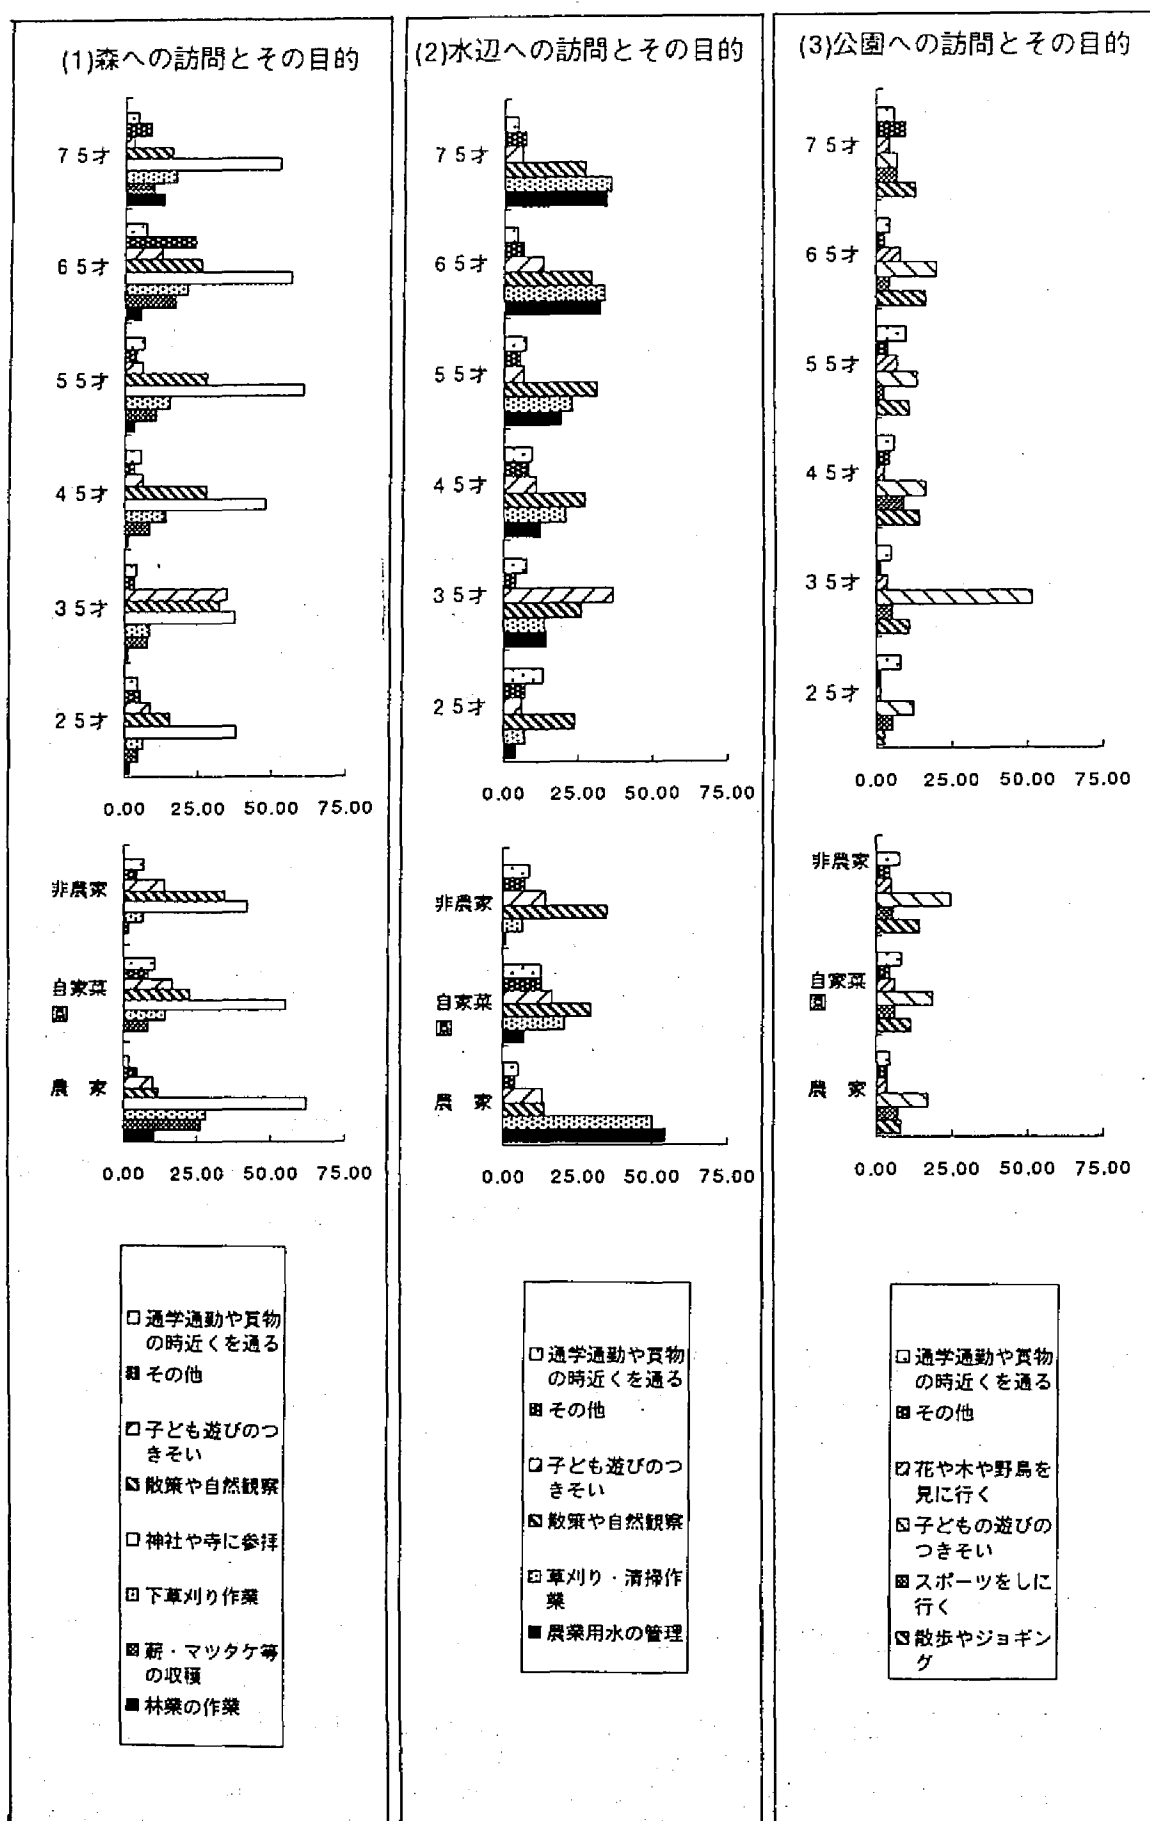 (1)森への訪問とその目的
75才
65才
55才
45才
35才
25才
0.00 25.00 50.00 75.00
非農家
自家菜
園
農 家
0.00 25.00 50.00 75.00
通学通勤や買物
の時近くを通る
その他
子ども遊びのつ
きそい
散策や自然観察
神社や寺に参拝
下草刈り作業
薪・マツタケ等
の収穫
林業の作業
(2)水辺への訪問とその目的
75才
65才
55才
45才
35才
25才
0.00 25.00 50.00 75.00
非農家
自家菜
園
農 家
0.00 25.00 50.00 75.00
通学通勤や買物
の時近くを通る
その他
子ども遊びのつ
きそい
散策や自然観察
草刈り・清掃作
業
農業用水の管理
(3)公園への訪問とその目的
75才
65才
55才
45才
35才
25才
0.00 25.00 50.00 75.00
非農家
自家菜
園
農 家
0.00 25.00 50.00 75.00
通学通勤や買物
の時近くを通る
その他
花や木や野鳥を
見に行く
子どもの遊びの
つきそい
スポーツをしに
行く
散歩やジョギン
グ